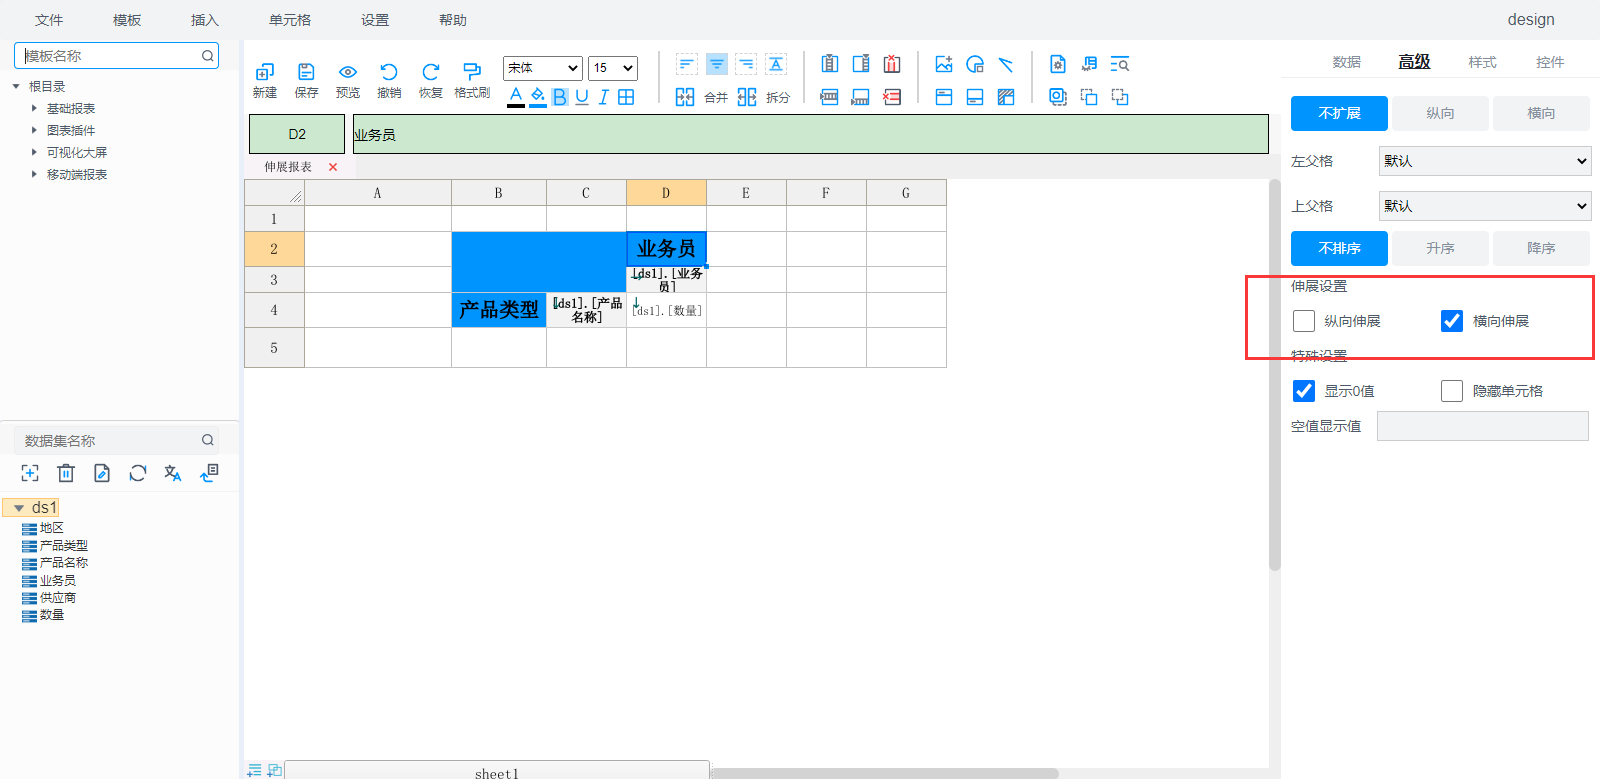 文件 模板 插入 单元格 设置 帮助 design
模板名称
根目录
基础报表
图表插件
可视化大屏
移动端报表
数据集名称
ds1
地区
产品类型
产品名称
业务员
供应商
数量
新建 保存 预览 撤销 恢复 格式刷
宋体 15
A B U I
合并 拆分
D2 业务员
伸展报表
A B C D E F G
1
2 业务员
3 [ds1].[业务员]
4 产品类型 [ds1].[产品名称] [ds1].[数量]
5
sheet1
数据 高级 样式 控件
不扩展 纵向 横向
左父格 默认
上父格 默认
不排序 升序 降序
伸展设置
纵向伸展 横向伸展
特殊设置
显示0值 隐藏单元格
空值显示值